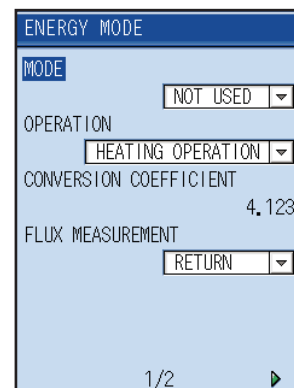 ENERGY MODE
MODE
NOT USED
OPERATION
HEATING OPERATION
CONVERSION COEFFICIENT
4.123
FLUX MEASUREMENT
RETURN
1/2